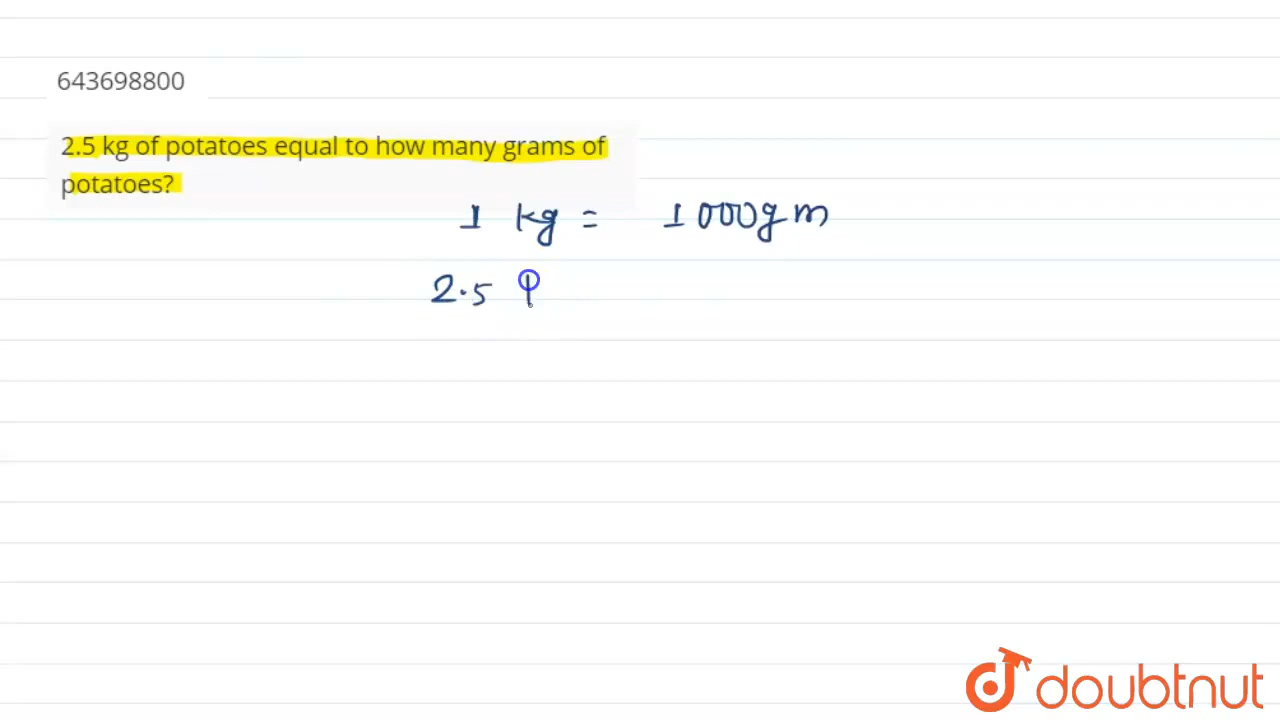 643698800
2.5 kg of potatoes equal to how many grams of
potatoes?
1 kg = 1000gm
2.5
doubtnut